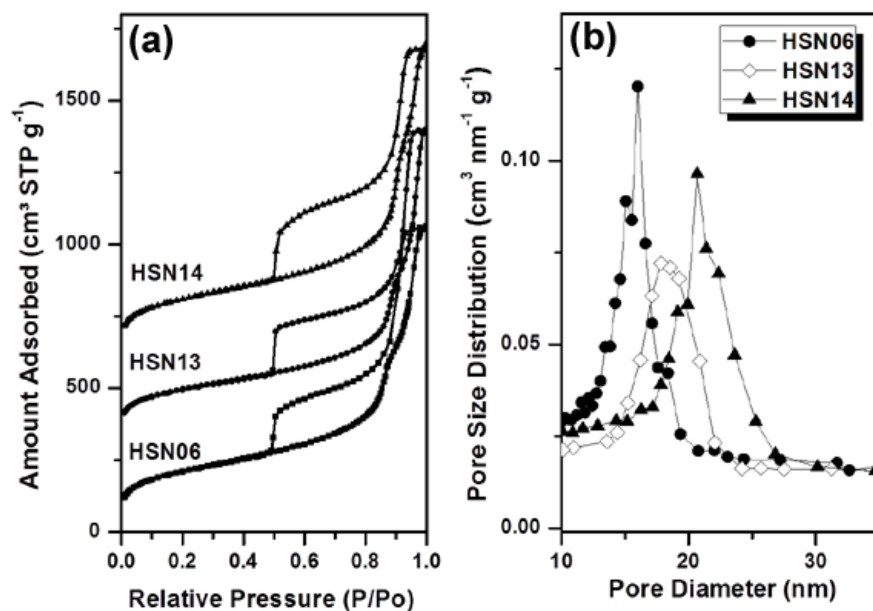 (a)
Amount Adsorbed (cm³ STP g⁻¹)
1500
1000
500
0
HSN14
HSN13
HSN06
0.0
0.2
0.4
0.6
0.8
1.0
Relative Pressure (P/Po)
(b)
HSN06
HSN13
HSN14
Pore Size Distribution (cm³ nm⁻¹ g⁻¹)
0.10
0.05
0.00
10
20
30
Pore Diameter (nm)